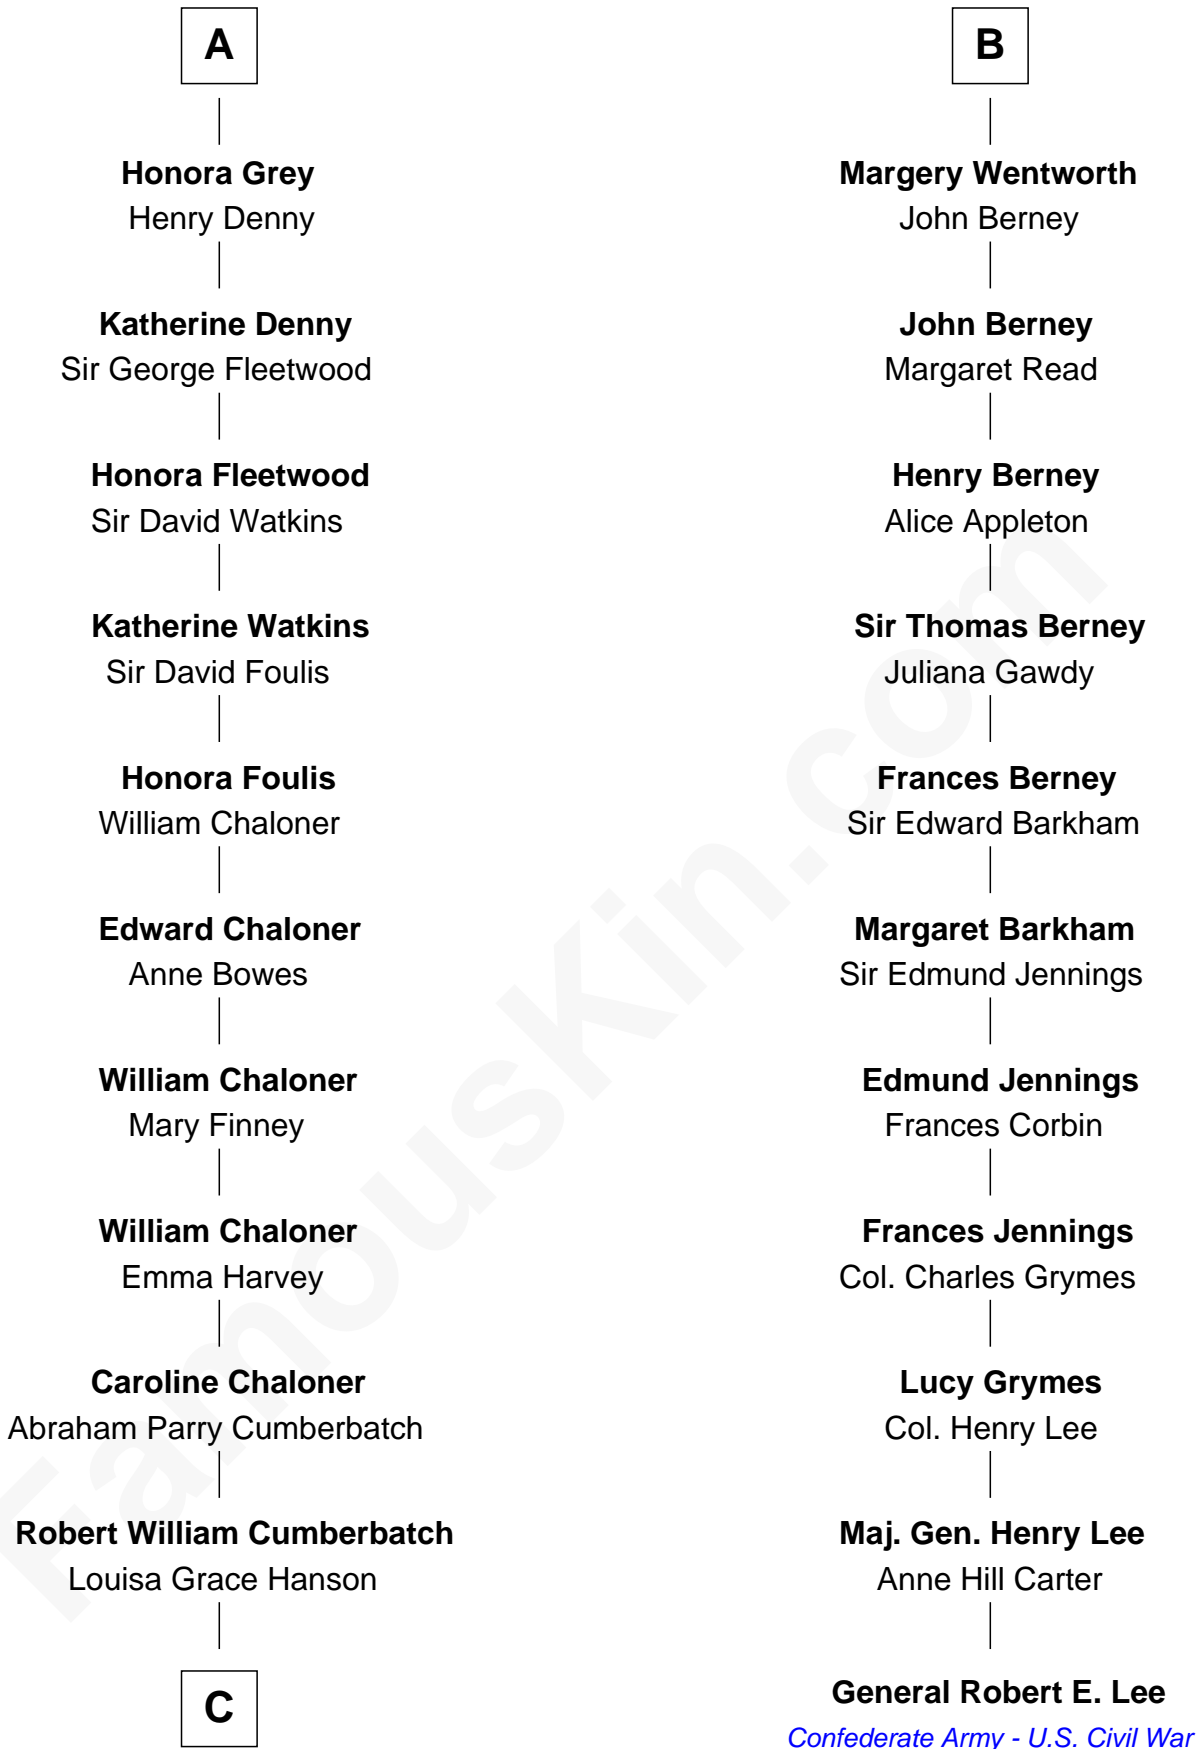 A
Honora Grey
Henry Denny
Katherine Denny
Sir George Fleetwood
Honora Fleetwood
Sir David Watkins
Katherine Watkins
Sir David Foulis
Honora Foulis
William Chaloner
Edward Chaloner
Anne Bowes
William Chaloner
Mary Finney
William Chaloner
Emma Harvey
Caroline Chaloner
Abraham Parry Cumberbatch
Robert William Cumberbatch
Louisa Grace Hanson
C
B
Margery Wentworth
John Berney
John Berney
Margaret Read
Henry Berney
Alice Appleton
Sir Thomas Berney
Juliana Gawdy
Frances Berney
Sir Edward Barkham
Margaret Barkham
Sir Edmund Jennings
Edmund Jennings
Frances Corbin
Frances Jennings
Col. Charles Grymes
Lucy Grymes
Col. Henry Lee
Maj. Gen. Henry Lee
Anne Hill Carter
General Robert E. Lee
Confederate Army - U.S. Civil War
FamousKin.com